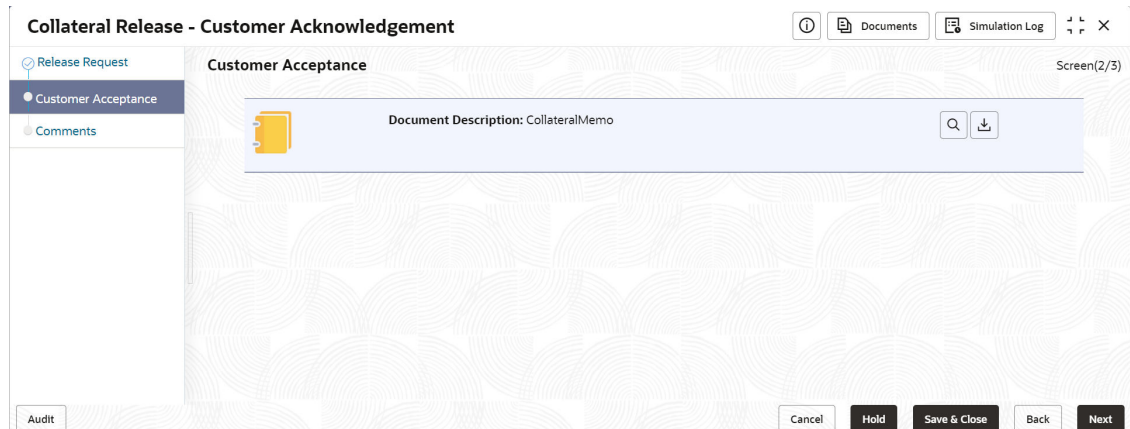 Collateral Release - Customer Acknowledgement
Documents
Simulation Log
Release Request
Customer Acceptance
Comments
Customer Acceptance
Screen(2/3)
Document Description: CollateralMemo
Audit
Cancel
Hold
Save & Close
Back
Next